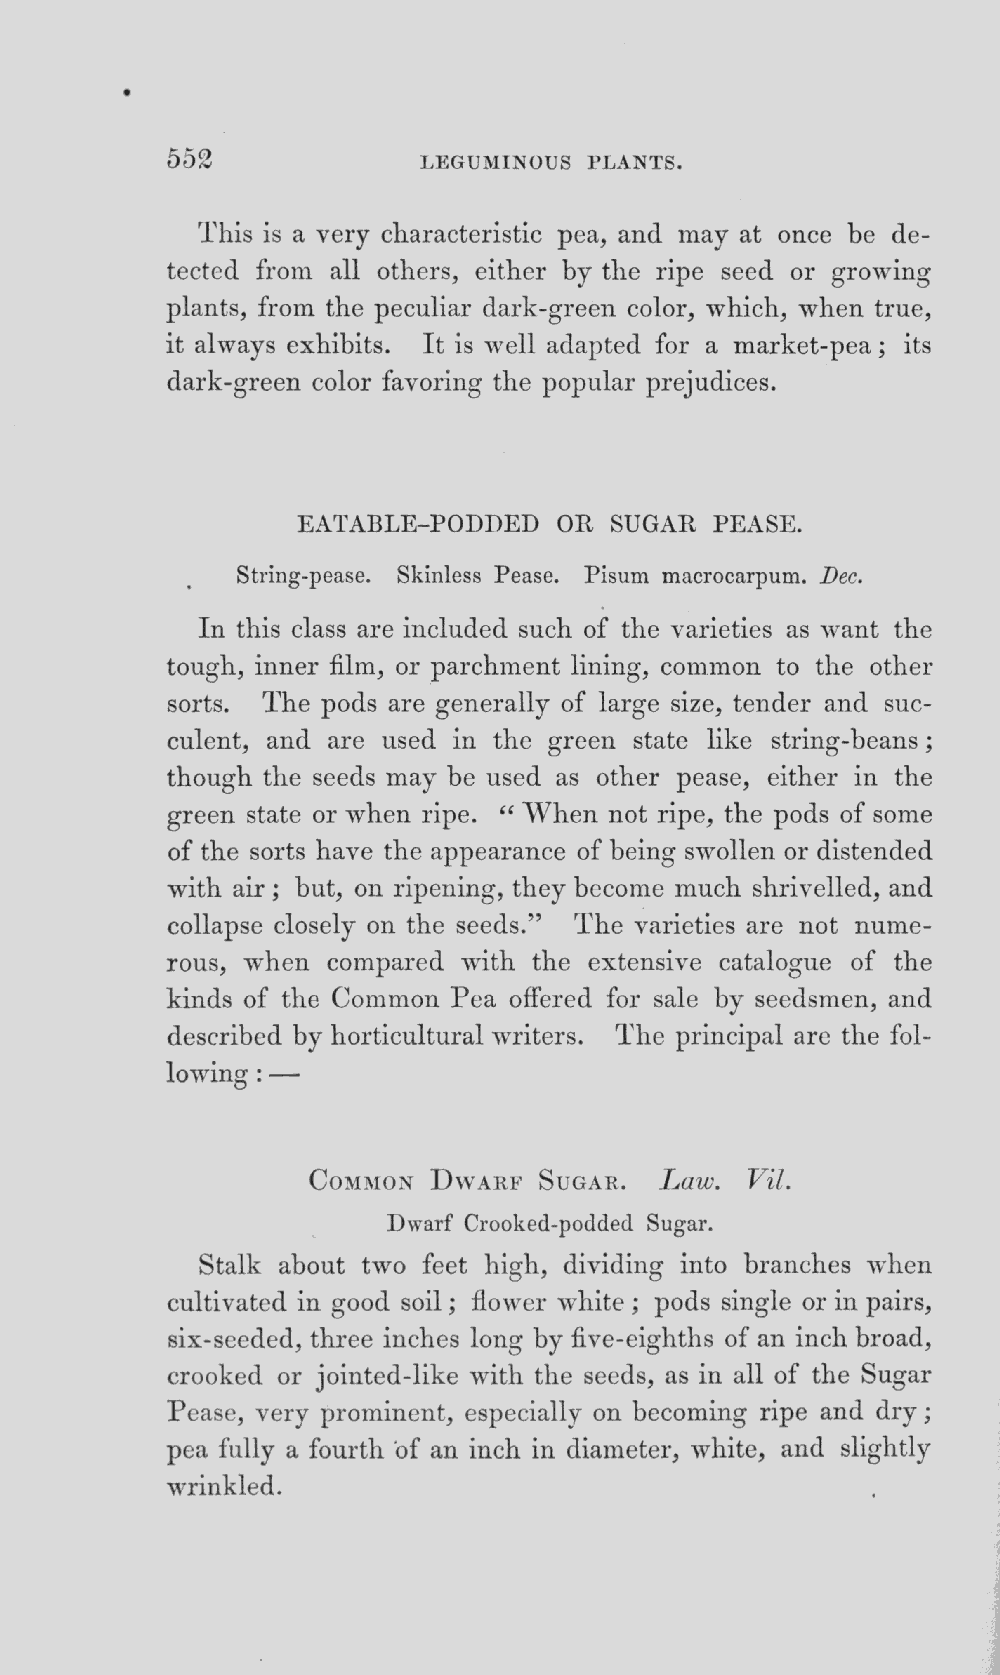 552 LEGUMINOUS PLANTS.
This is a very characteristic pea, and may at once be de-
tected from all others, either by the ripe seed or growing
plants, from the peculiar dark-green color, which, when true,
it always exhibits. It is well adapted for a market-pea; its
dark-green color favoring the popular prejudices.
EATABLE-PODDED OR SUGAR PEASE.
String-pease. Skinless Pease. Pisum macrocarpum. Dec.
In this class are included such of the varieties as want the
tough, inner film, or parchment lining, common to the other
sorts. The pods are generally of large size, tender and suc-
culent, and are used in the green state like string-beans;
though the seeds may be used as other pease, either in the
green state or when ripe. "When not ripe, the pods of some
of the sorts have the appearance of being swollen or distended
with air; but, on ripening, they become much shrivelled, and
collapse closely on the seeds." The varieties are not nume-
rous, when compared with the extensive catalogue of the
kinds of the Common Pea offered for sale by seedsmen, and
described by horticultural writers. The principal are the fol-
lowing:—
COMMON DWARF SUGAR. Law. Vil.
Dwarf Crooked-podded Sugar.
Stalk about two feet high, dividing into branches when
cultivated in good soil; flower white; pods single or in pairs,
six-seeded, three inches long by five-eighths of an inch broad,
crooked or jointed-like with the seeds, as in all of the Sugar
Pease, very prominent, especially on becoming ripe and dry;
pea fully a fourth of an inch in diameter, white, and slightly
wrinkled.